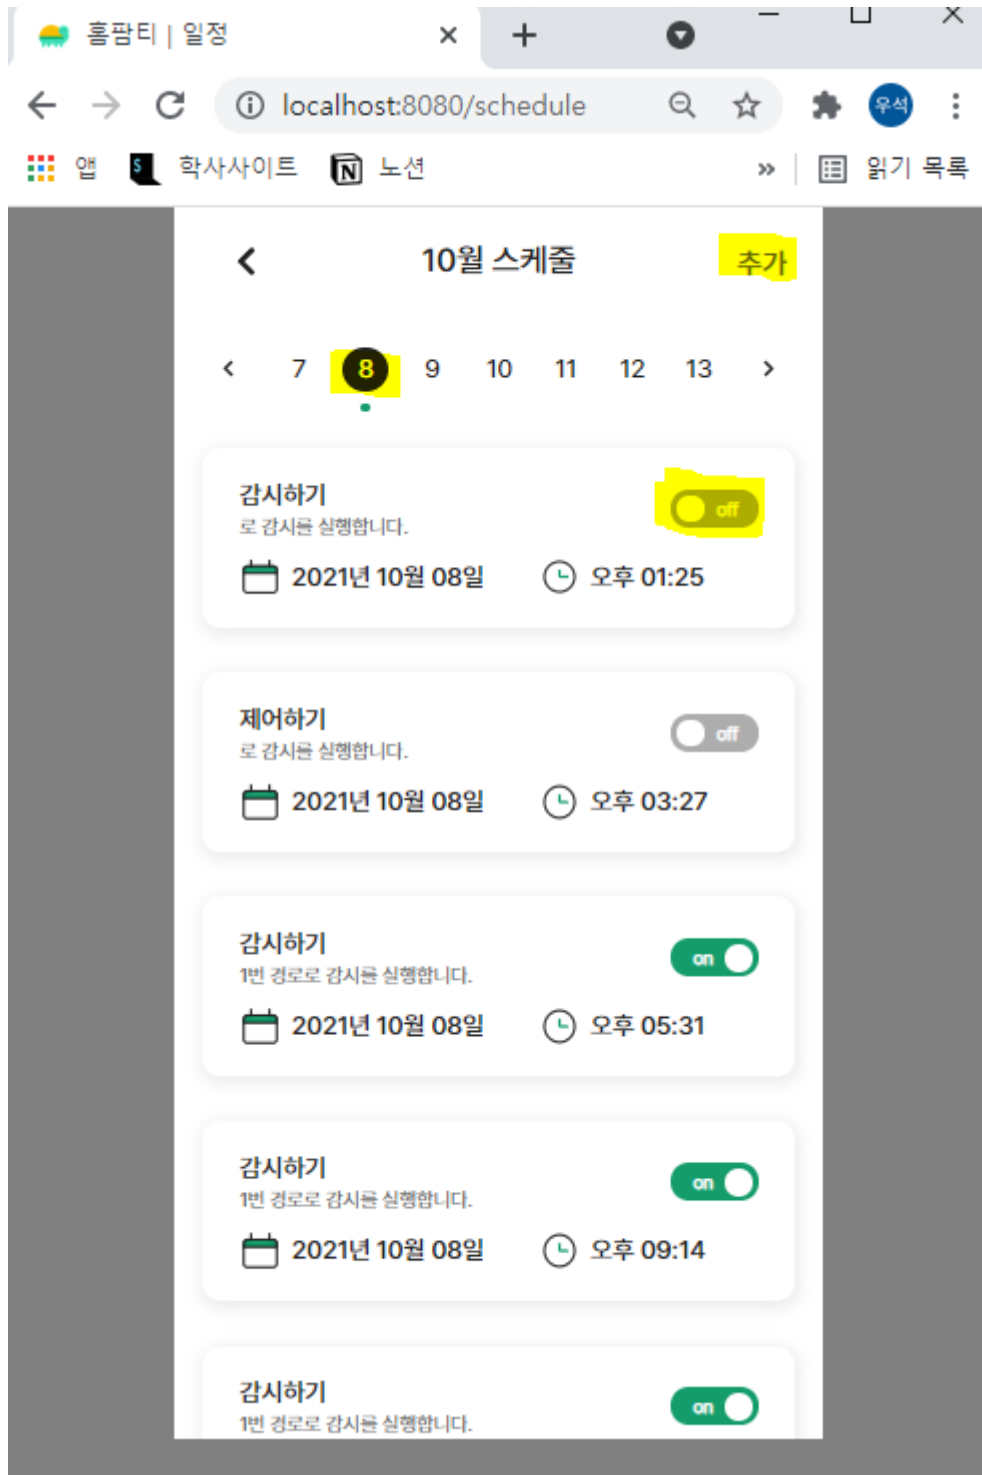 홈팜티 | 일정
localhost:8080/schedule
우석
앱 학사사이트 노션 » 읽기 목록
10월 스케줄 추가
7 8 9 10 11 12 13
감시하기
off
로 감시를 실행합니다.
2021년 10월 08일 오후 01:25
제어하기
off
로 감시를 실행합니다.
2021년 10월 08일 오후 03:27
감시하기
on
1번 경로로 감시를 실행합니다.
2021년 10월 08일 오후 05:31
감시하기
on
1번 경로로 감시를 실행합니다.
2021년 10월 08일 오후 09:14
감시하기
on
1번 경로로 감시를 실행합니다.